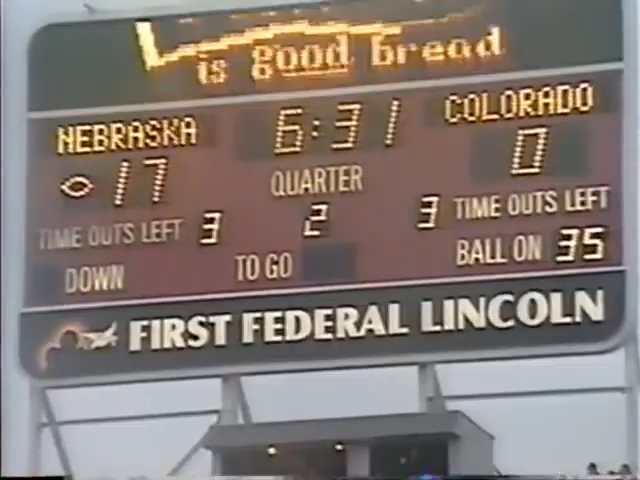 is good bread
NEBRASKA 6:31 COLORADO
17 QUARTER 0
TIME OUTS LEFT 3 2 3 TIME OUTS LEFT
DOWN TO GO BALL ON 35
FIRST FEDERAL LINCOLN